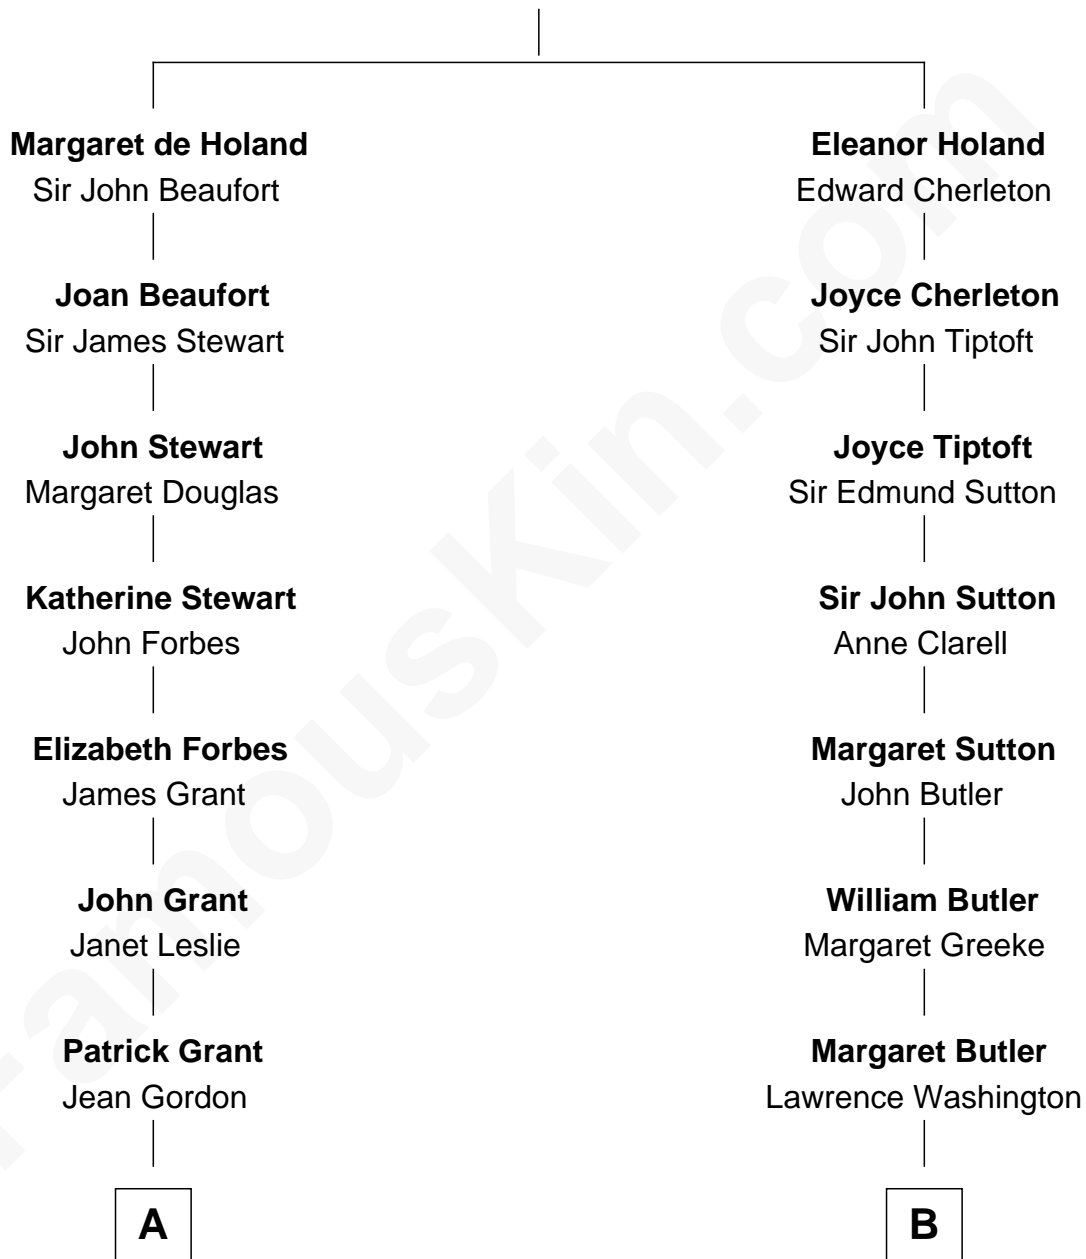 Margaret de Holand
Sir John Beaufort
Joan Beaufort
Sir James Stewart
John Stewart
Margaret Douglas
Katherine Stewart
John Forbes
Elizabeth Forbes
James Grant
John Grant
Janet Leslie
Patrick Grant
Jean Gordon
A
Eleanor Holand
Edward Cherleton
Joyce Cherleton
Sir John Tiptoft
Joyce Tiptoft
Sir Edmund Sutton
Sir John Sutton
Anne Clarell
Margaret Sutton
John Butler
William Butler
Margaret Greeke
Margaret Butler
Lawrence Washington
B
FamousKin.com